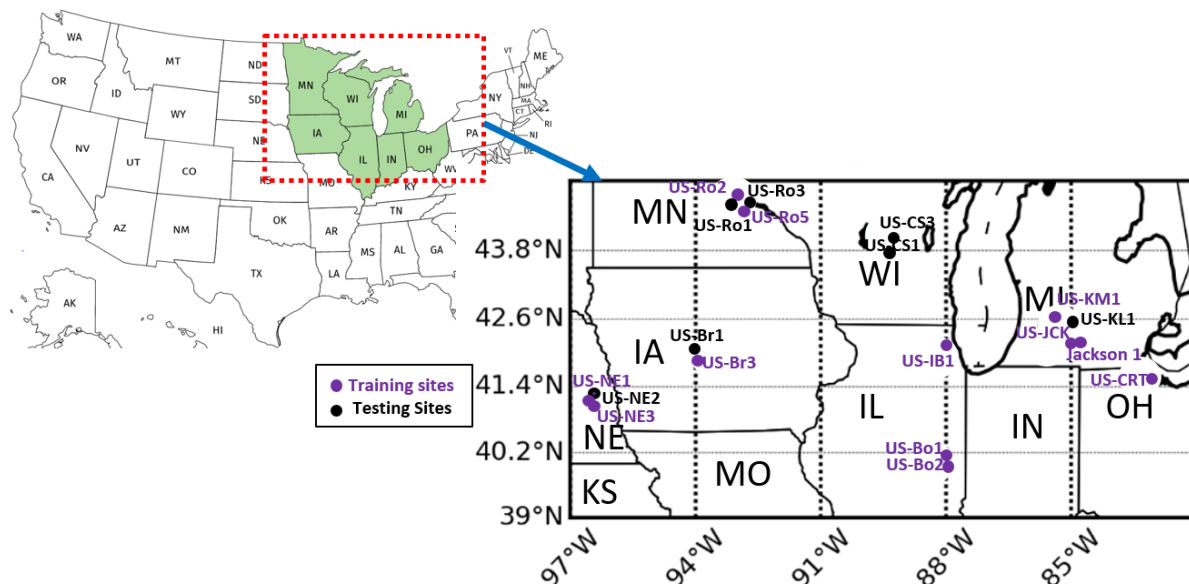 WA
OR
ID
MT
ND
SD
NE
KS
WY
NV
UT
CO
CA
AZ
NM
OK
TX
AK
HI
MN
WI
MI
IA
IL
IN
OH
MO
KY
WV
TN
AR
LA
MS
AL
GA
PA
NY
VT
NH
ME
MA
CT
RI
NJ
DE
Training sites
Testing Sites
MN
US-Ro2
US-Ro3
US-Ro1
US-Ro5
US-CS3
US-CS1
WI
MI
US-KM1
US-KL1
US-JCK
Jackson 1
US-Br1
US-Br3
IA
US-IB1
US-CRT
OH
US-NE1
US-NE2
US-NE3
NE
IL
IN
US-Bo1
US-Bo2
MO
KS
43.8°N
42.6°N
41.4°N
40.2°N
39°N
97°W
94°W
91°W
88°W
85°W